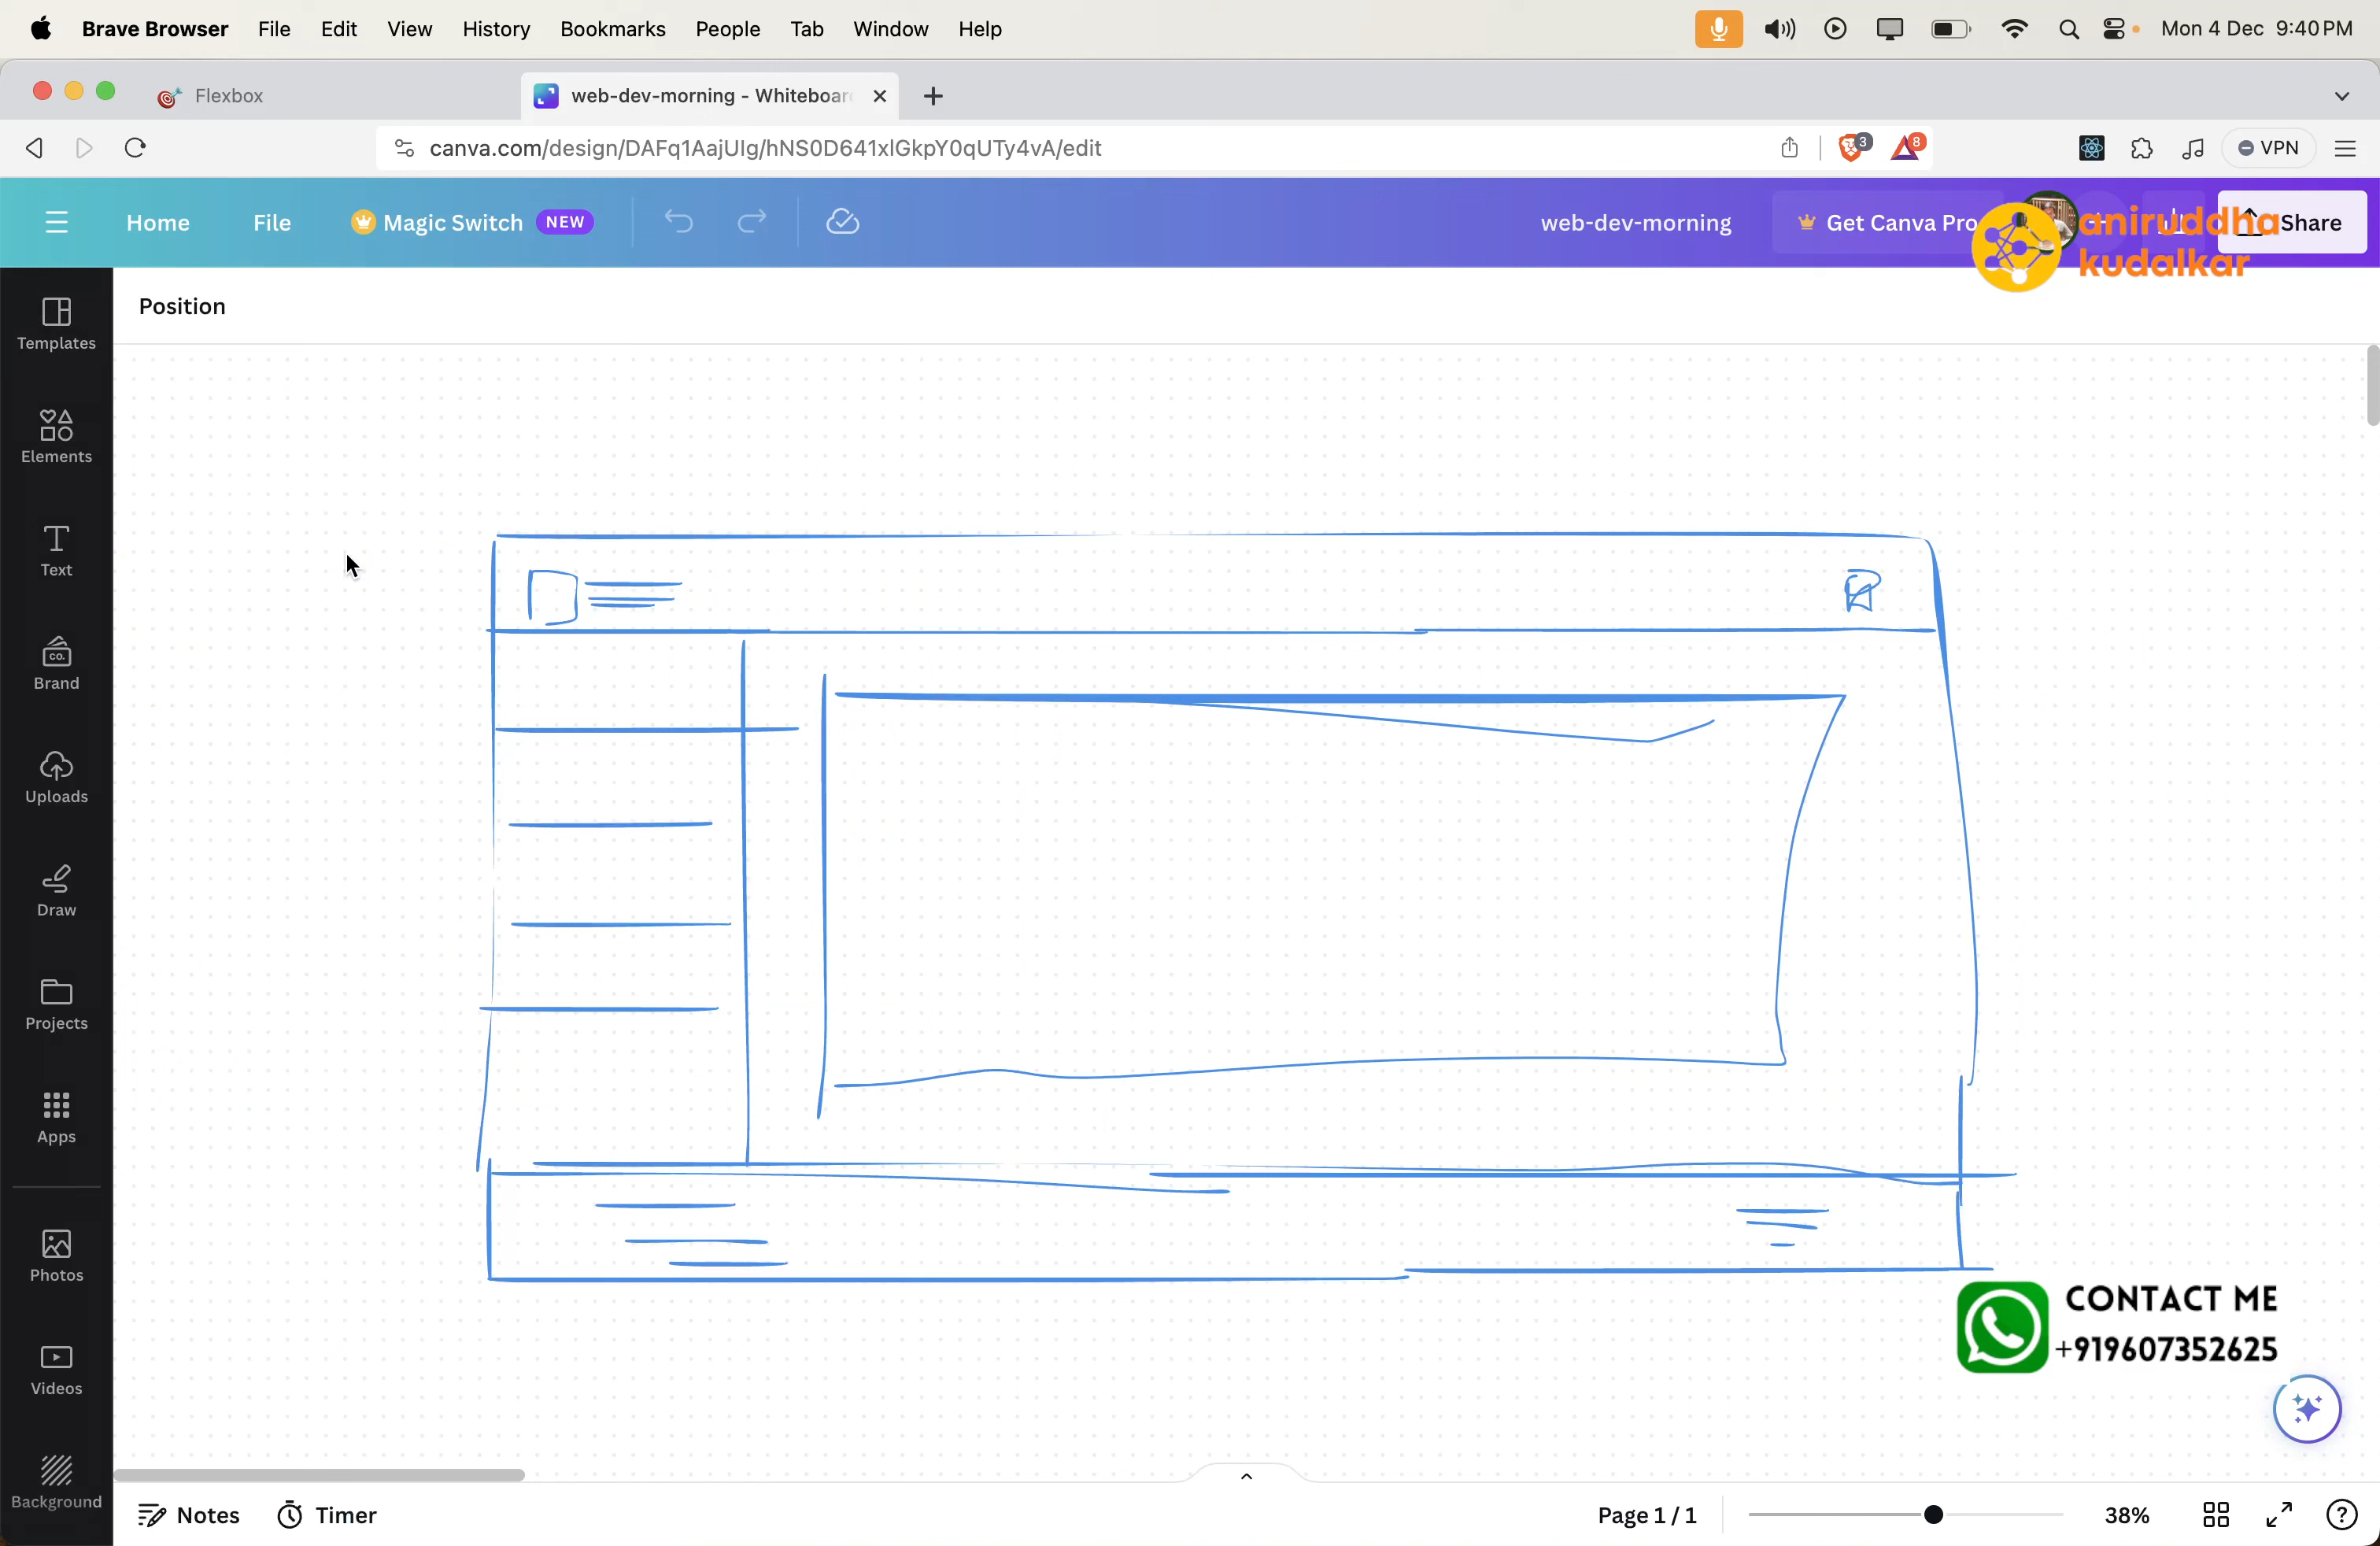 Brave Browser File Edit View History Bookmarks People Tab Window Help Mon 4 Dec 9:40 PM
Flexbox
web-dev-morning - Whiteboar
canva.com/design/DAFq1AajUIg/hNS0D641xIGkpY0qUTy4vA/edit
3
8
VPN
Home File Magic Switch NEW web-dev-morning Get Canva Pro Share
aniruddha
kudalkar
Position
Templates
Elements
Text
CO.
Brand
Uploads
Draw
Projects
Apps
Photos
Videos
Background
CONTACT ME
+919607352625
Notes Timer Page 1 / 1 38%